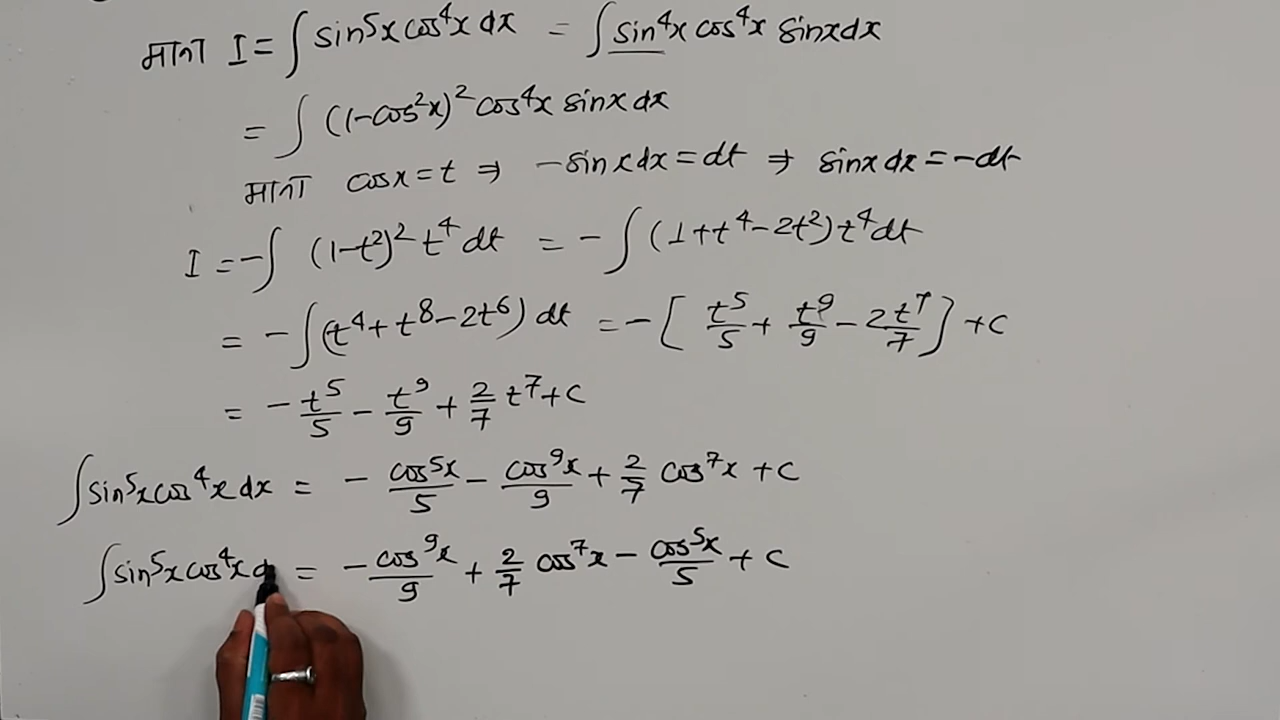 माना I = ∫ sin⁵x cos⁴x dx = ∫ sin⁴x cos⁴x sinx dx
= ∫ (1-cos²x)² cos⁴x sinx dx
माना cosx = t ⇒ -sinx dx = dt ⇒ sinx dx = -dt
I = -∫ (1-t²)² t⁴ dt = -∫ (1+t⁴-2t²) t⁴ dt
= -∫ (t⁴+t⁸-2t⁶) dt = -[t⁵/5 + t⁹/9 - 2t⁷/7] + c
= -t⁵/5 - t⁹/9 + 2/7 t⁷ + c
∫ sin⁵x cos⁴x dx = -cos⁵x/5 - cos⁹x/9 + 2/7 cos⁷x + c
∫ sin⁵x cos⁴x d = -cos⁹x/9 + 2/7 cos⁷x - cos⁵x/5 + c